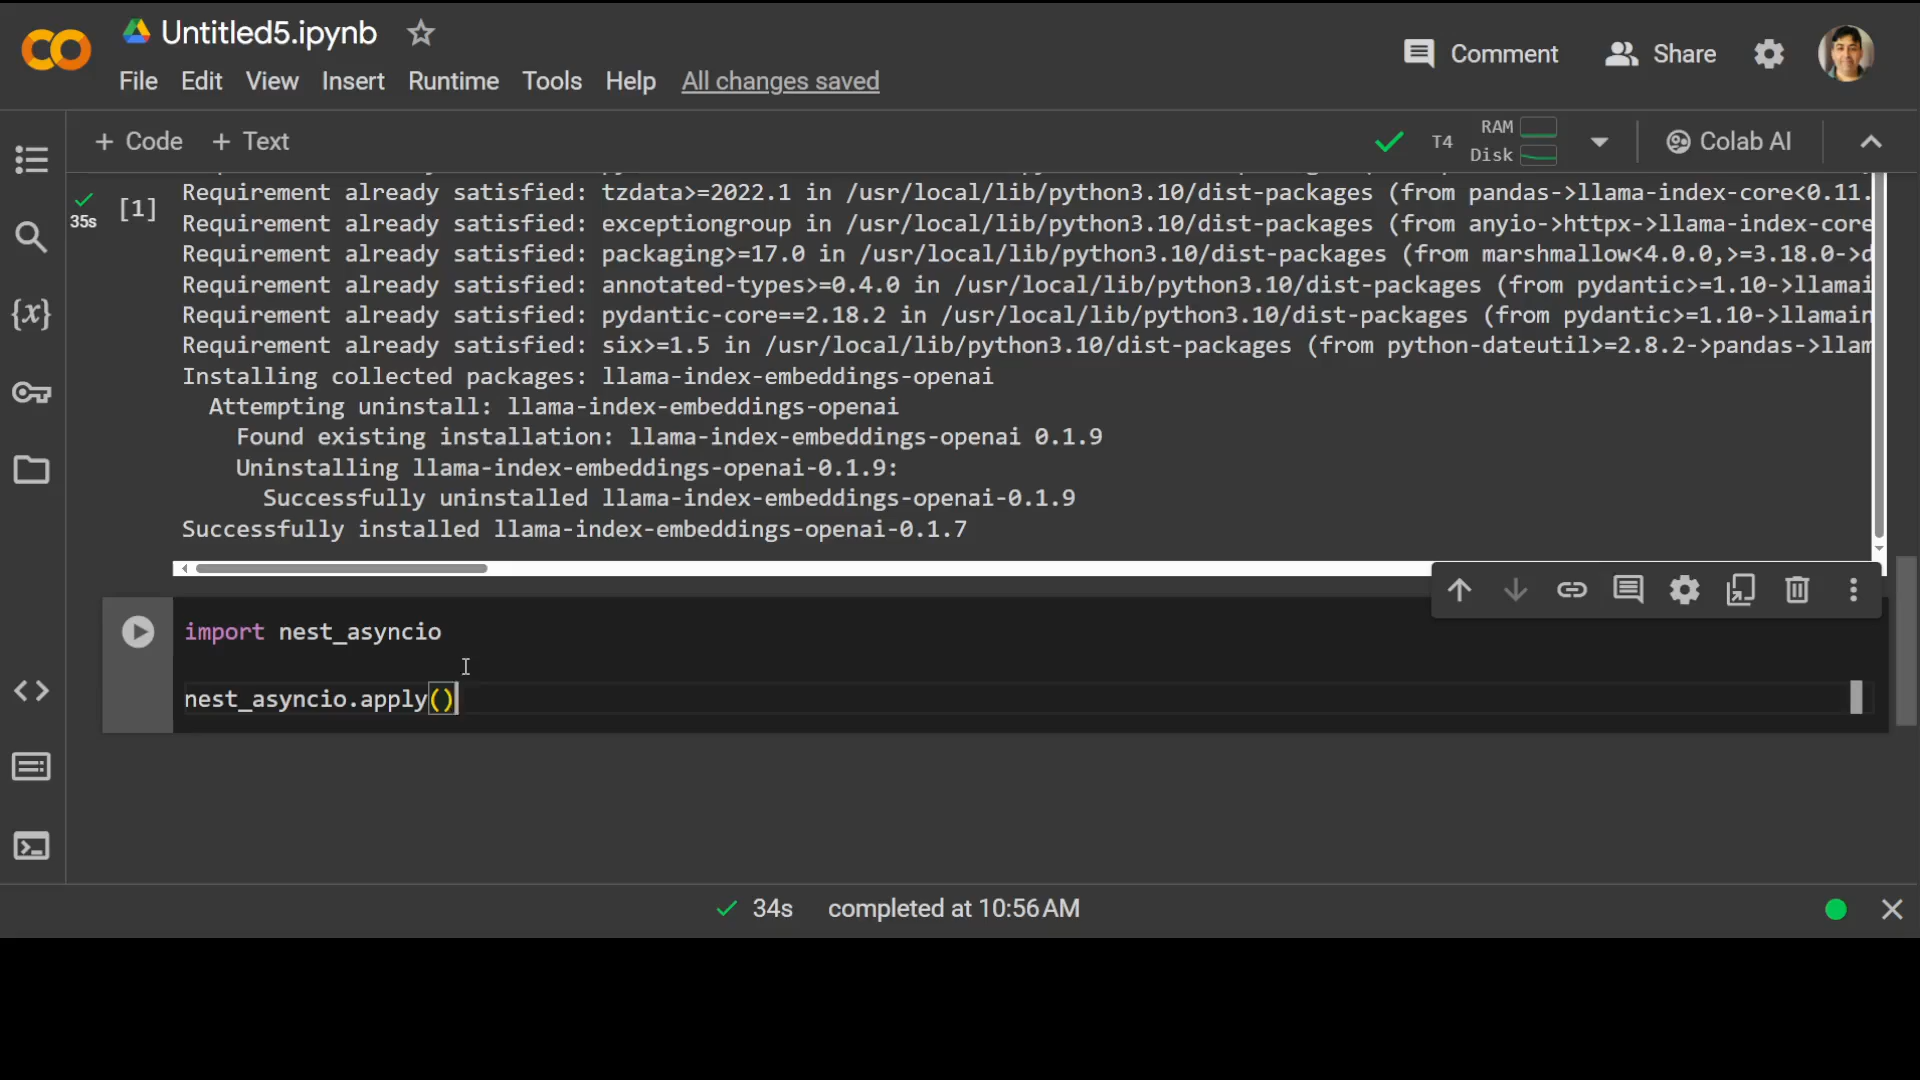 Untitled5.ipynb
File Edit View Insert Runtime Tools Help All changes saved
Comment Share
+ Code + Text
T4 RAM Disk Colab AI
Requirement already satisfied: tzdata>=2022.1 in /usr/local/lib/python3.10/dist-packages (from pandas->llama-index-core<0.11.
35s [1]
Requirement already satisfied: exceptiongroup in /usr/local/lib/python3.10/dist-packages (from anyio->httpx->llama-index-core
Requirement already satisfied: packaging>=17.0 in /usr/local/lib/python3.10/dist-packages (from marshmallow<4.0.0,>=3.18.0->d
Requirement already satisfied: annotated-types>=0.4.0 in /usr/local/lib/python3.10/dist-packages (from pydantic>=1.10->llamai
Requirement already satisfied: pydantic-core==2.18.2 in /usr/local/lib/python3.10/dist-packages (from pydantic>=1.10->llamain
Requirement already satisfied: six>=1.5 in /usr/local/lib/python3.10/dist-packages (from python-dateutil>=2.8.2->pandas->llam
Installing collected packages: llama-index-embeddings-openai
Attempting uninstall: llama-index-embeddings-openai
Found existing installation: llama-index-embeddings-openai 0.1.9
Uninstalling llama-index-embeddings-openai-0.1.9:
Successfully uninstalled llama-index-embeddings-openai-0.1.9
Successfully installed llama-index-embeddings-openai-0.1.7
import nest_asyncio
nest_asyncio.apply()
34s completed at 10:56 AM